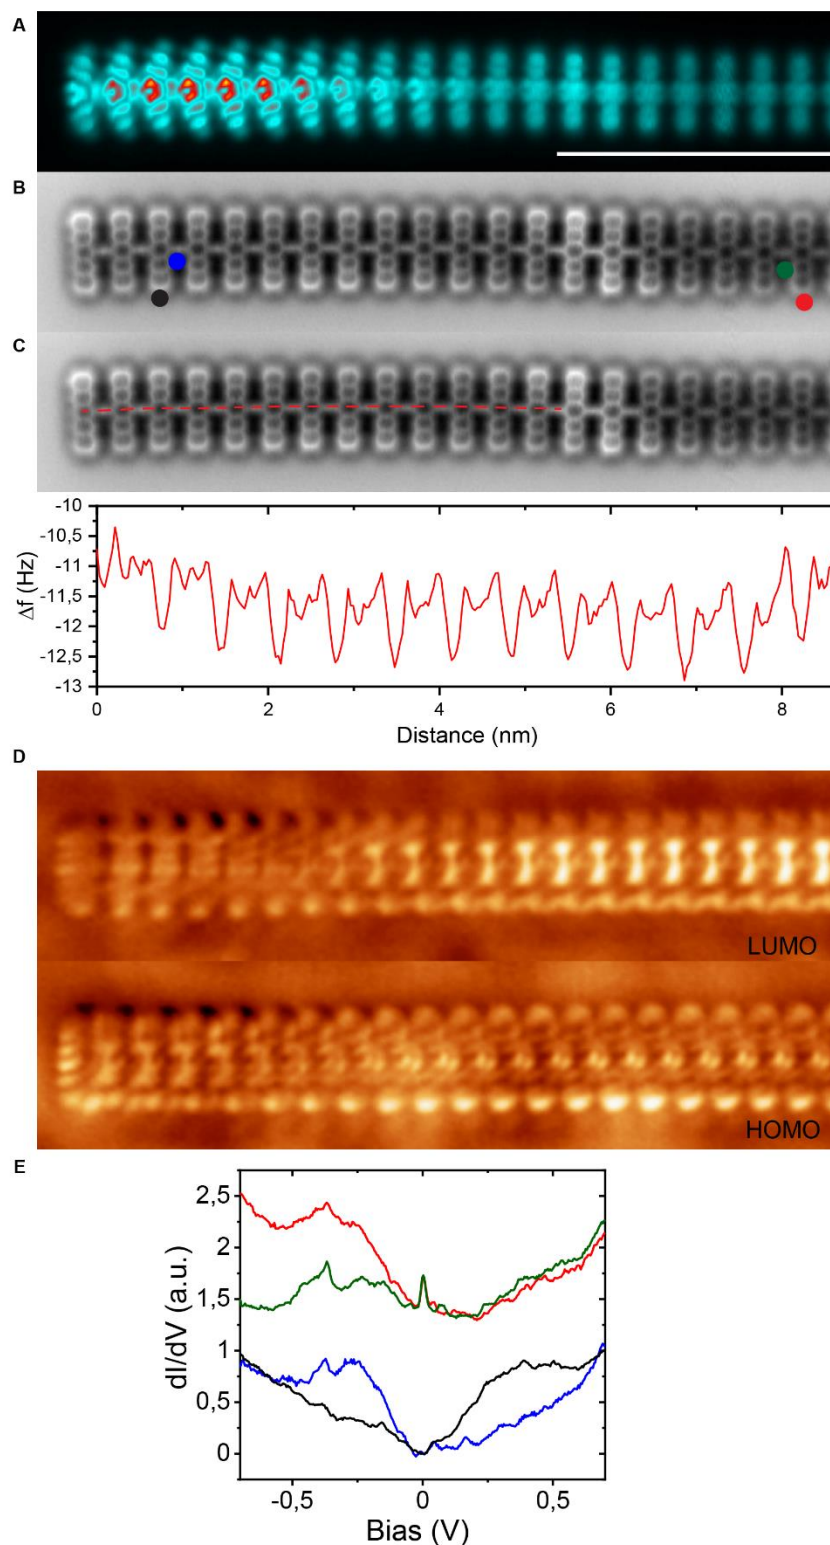 A
B
C
-10
-10,5
-11
-11,5
-12
-12,5
-13
Δf (Hz)
0 2 4 6 8
Distance (nm)
D
LUMO
HOMO
E
2,5
2
1,5
1
0,5
0
dI/dV (a.u.)
-0,5 0 0,5
Bias (V)